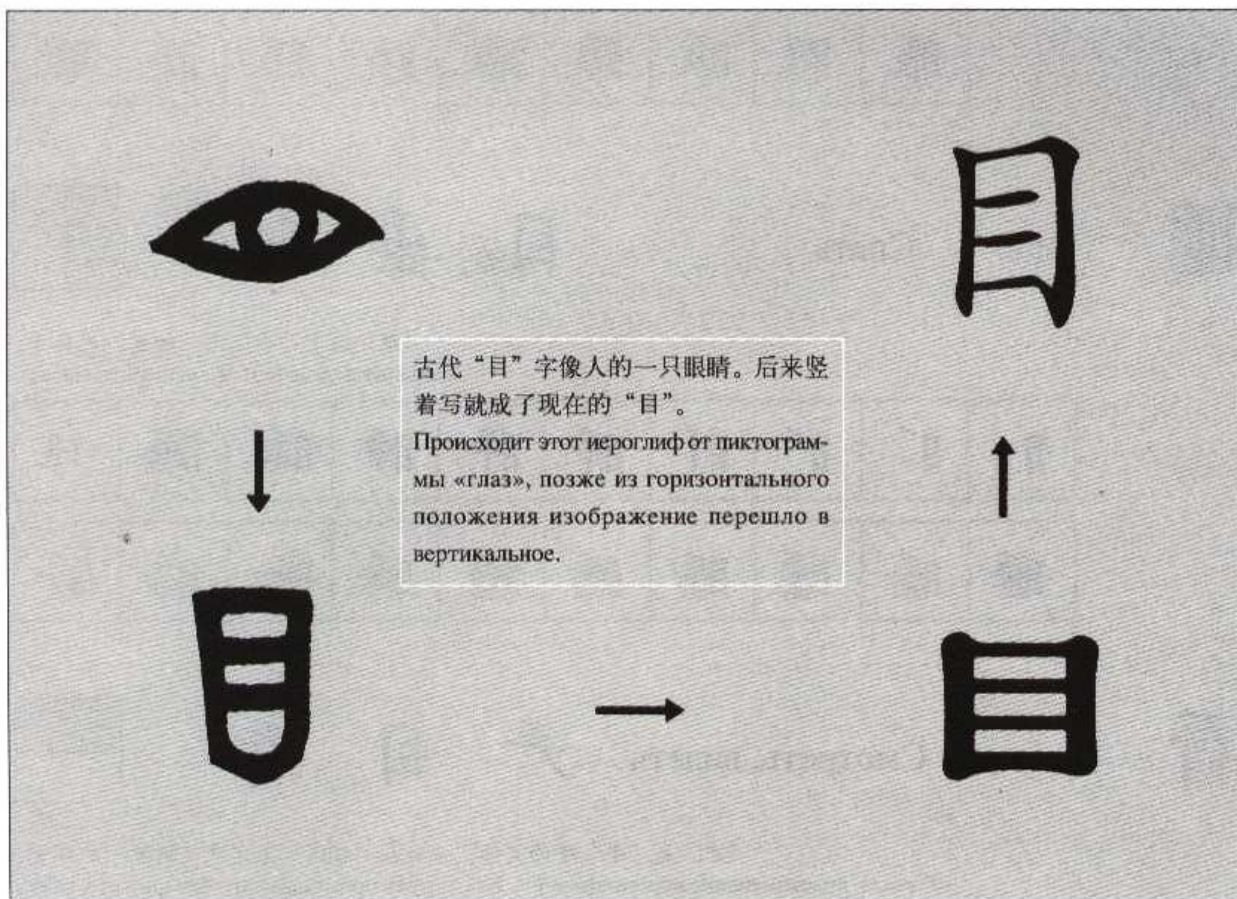 目
古代“目”字像人的一只眼睛。后来竖
着写就成了现在的“目”。
Происходит этот иероглиф от пиктограм-
мы «глаз», позже из горизонтального
положения изображение перешло в
вертикальное.
目
目